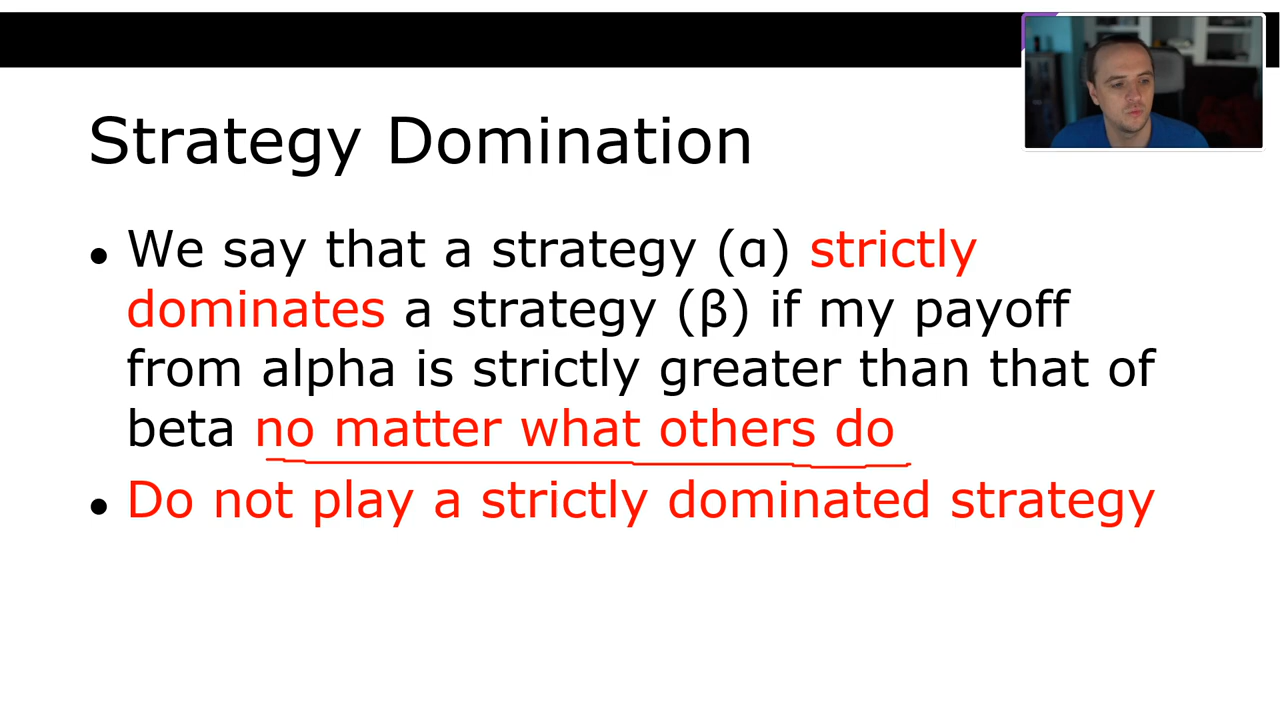 Strategy Domination
• We say that a strategy (α) strictly
dominates a strategy (β) if my payoff
from alpha is strictly greater than that of
beta no matter what others do
• Do not play a strictly dominated strategy